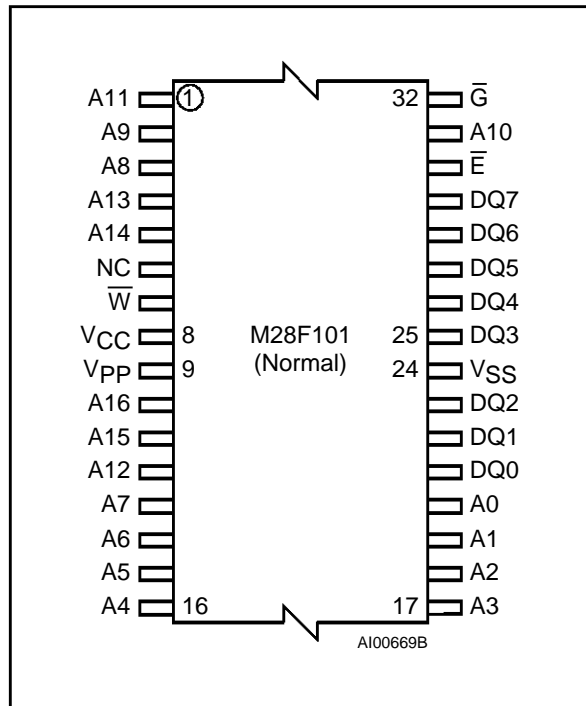 A11 1 32 G̅
A9 A10
A8 E̅
A13 DQ7
A14 DQ6
NC DQ5
W̅ DQ4
VCC 8 M28F101 25 DQ3
VPP 9 (Normal) 24 VSS
A16 DQ2
A15 DQ1
A12 DQ0
A7 A0
A6 A1
A5 A2
A4 16 17 A3
AI00669B